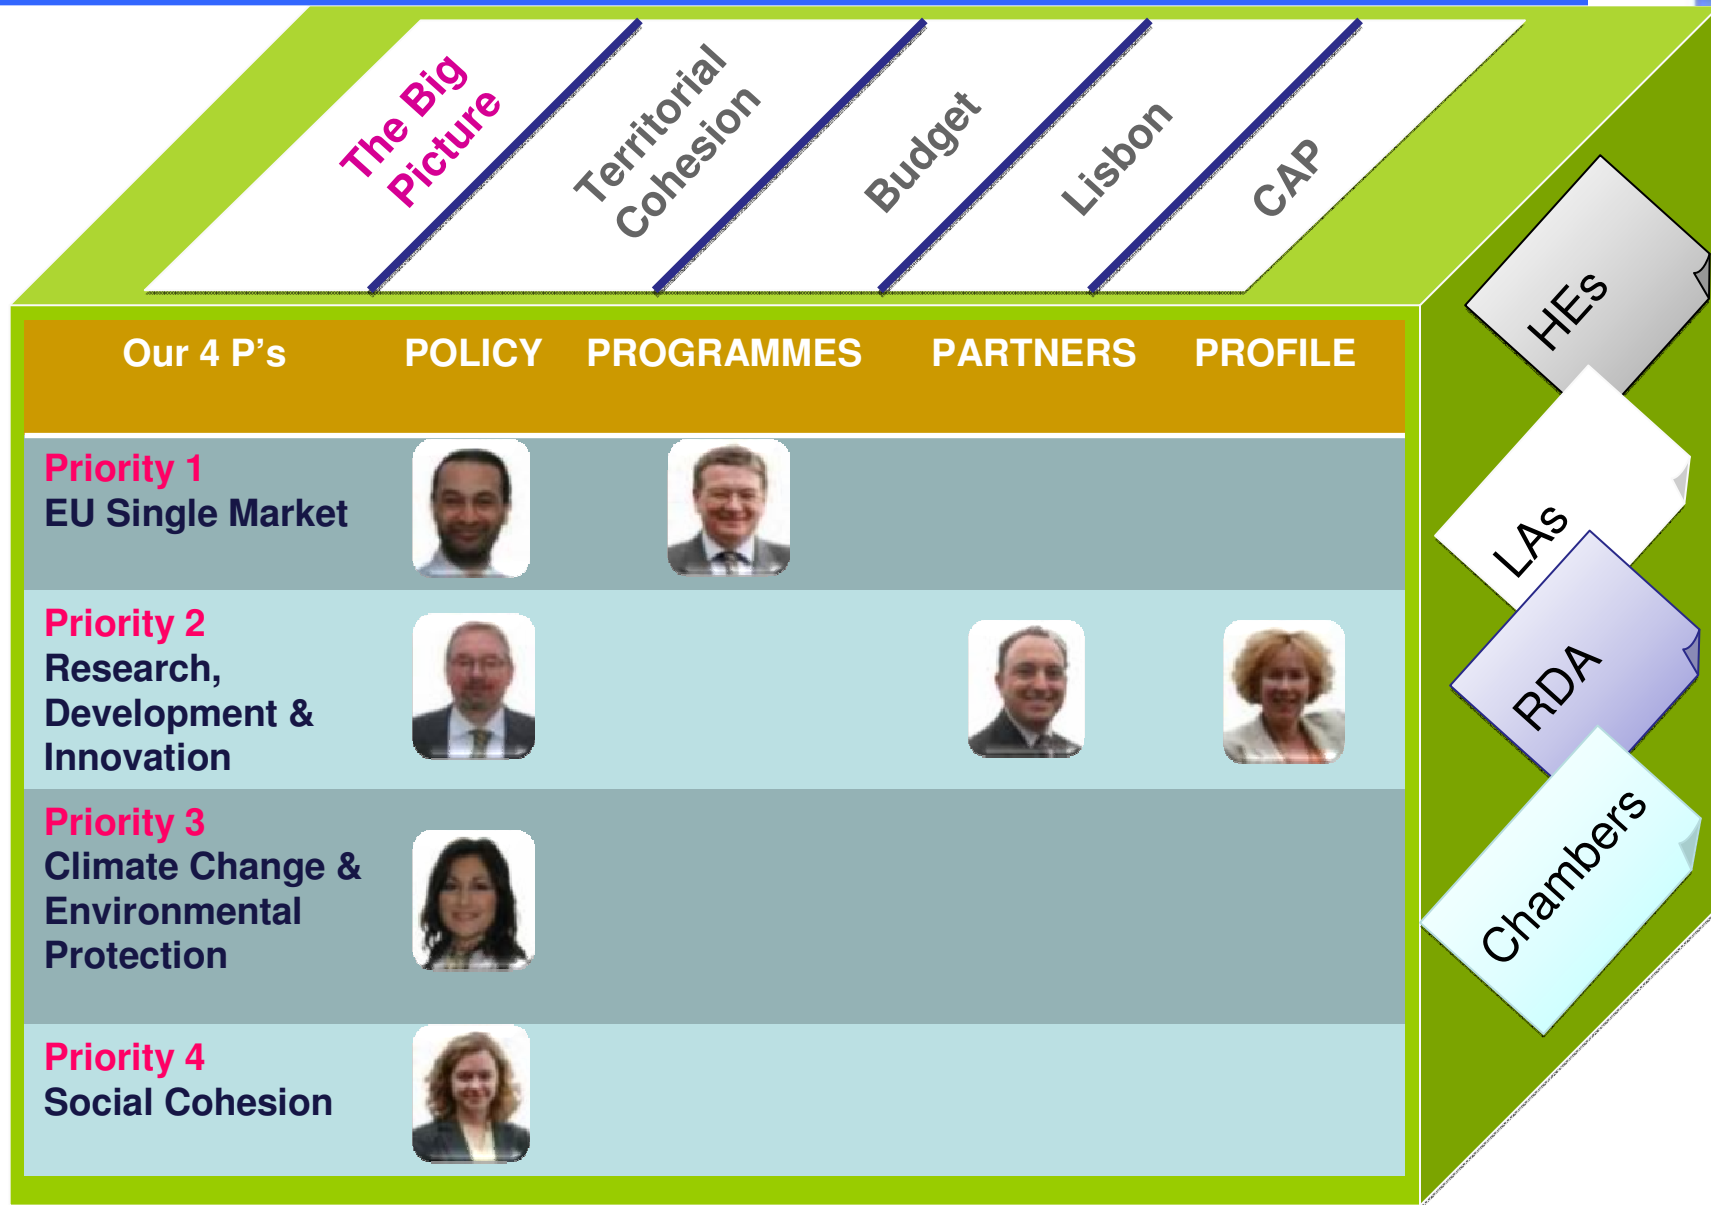 The Big
Picture
Territorial
Cohesion
Budget
Lisbon
CAP
Our 4 P's POLICY PROGRAMMES PARTNERS PROFILE
Priority 1
EU Single Market
Priority 2
Research,
Development &
Innovation
Priority 3
Climate Change &
Environmental
Protection
Priority 4
Social Cohesion
HEs
LAs
RDA
Chambers